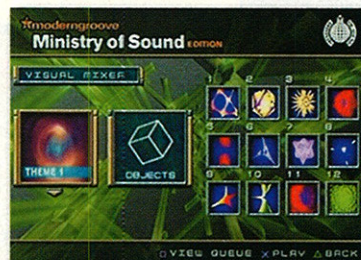 moderngroove
Ministry of Sound EDITION
VISUAL MIXER
1 2 3 4
5 6 7 8
THEME 1
OBJECTS
9 10 11 12
□ VIEW QUEUE X PLAY △ BACK